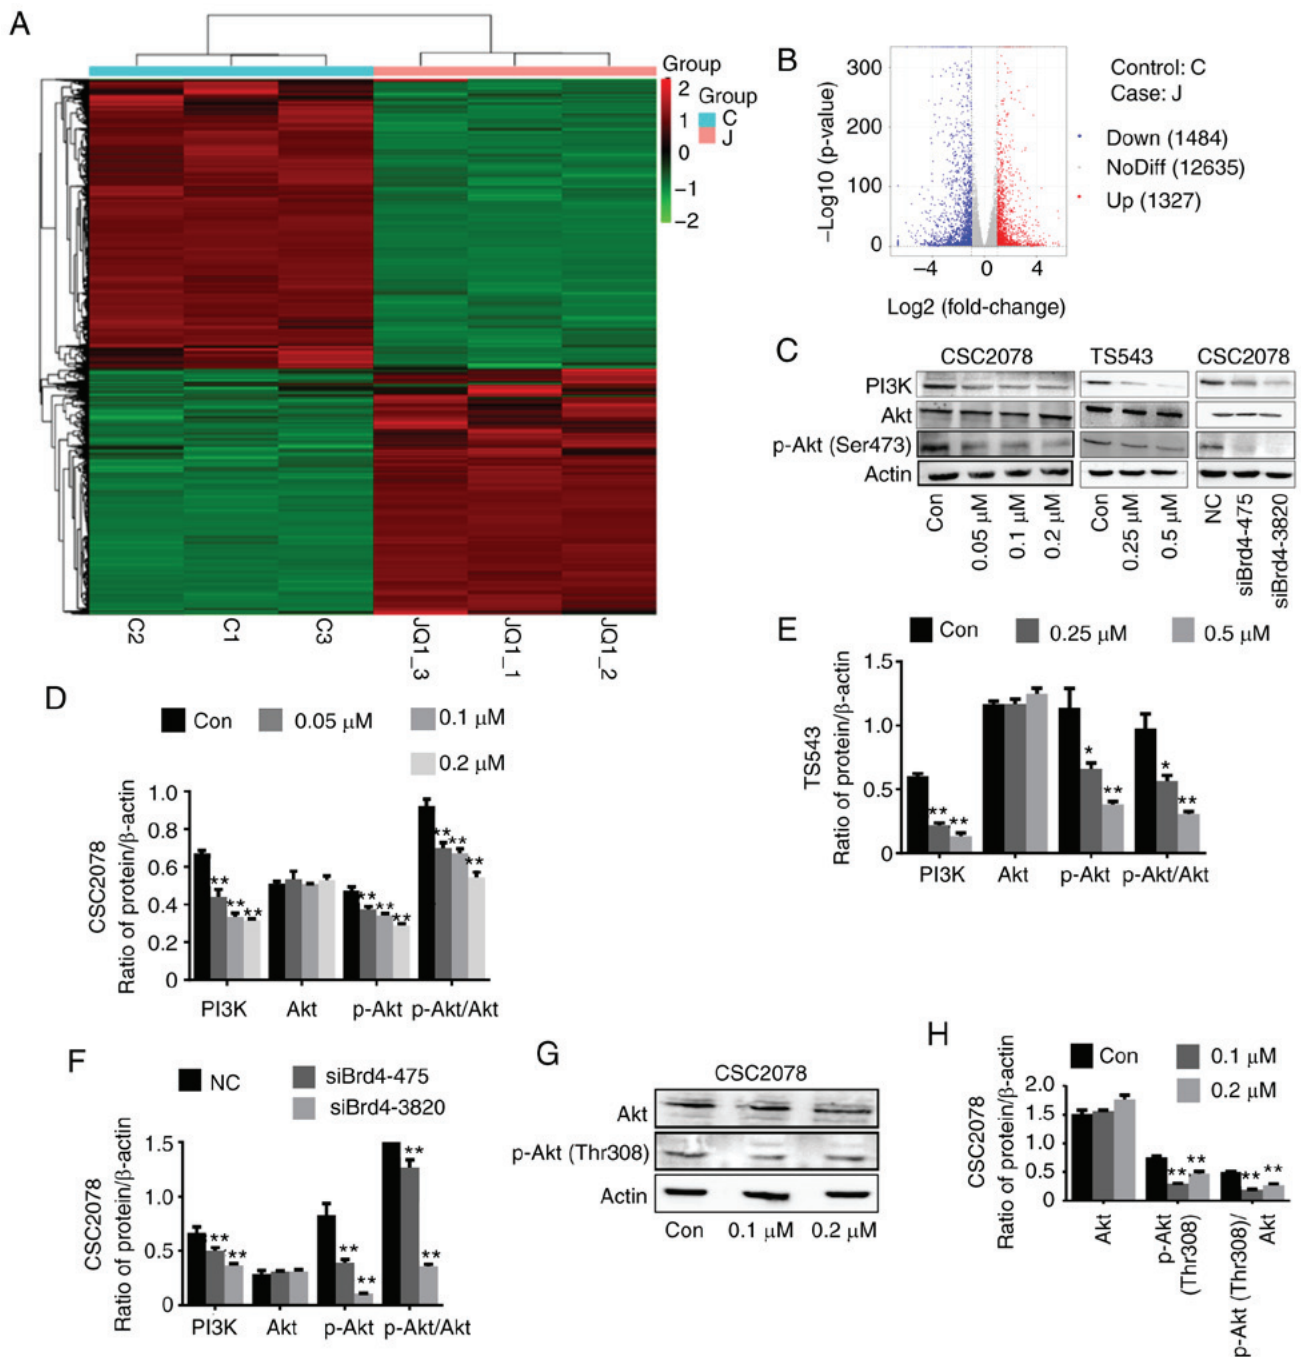 A
Group
2
1
0
−1
−2
Group
C
J
C2
C1
C3
JQ1_3
JQ1_1
JQ1_2
B
−Log10 (p-value)
300
200
100
0
−4
0
4
Log2 (fold-change)
Control: C
Case: J
Down (1484)
NoDiff (12635)
Up (1327)
C
CSC2078
TS543
CSC2078
PI3K
Akt
p-Akt (Ser473)
Actin
Con
0.05 µM
0.1 µM
0.2 µM
Con
0.25 µM
0.5 µM
NC
siBrd4-475
siBrd4-3820
D
Con
0.05 µM
0.1 µM
0.2 µM
CSC2078
Ratio of protein/β-actin
1.0
0.8
0.6
0.4
0.2
0
** ** **
** ** **
** ** **
PI3K
Akt
p-Akt
p-Akt/Akt
E
Con
0.25 µM
0.5 µM
TS543
Ratio of protein/β-actin
1.5
1.0
0.5
0
** **
* **
* **
PI3K
Akt
p-Akt
p-Akt/Akt
F
NC
siBrd4-475
siBrd4-3820
CSC2078
Ratio of protein/β-actin
1.5
1.0
0.5
0
** **
** **
** **
PI3K
Akt
p-Akt
p-Akt/Akt
G
CSC2078
Akt
p-Akt (Thr308)
Actin
Con
0.1 µM
0.2 µM
H
Con
0.1 µM
0.2 µM
CSC2078
Ratio of protein/β-actin
2.0
1.5
1.0
0.5
0
** **
** **
Akt
p-Akt
(Thr308)
p-Akt (Thr308)/
Akt